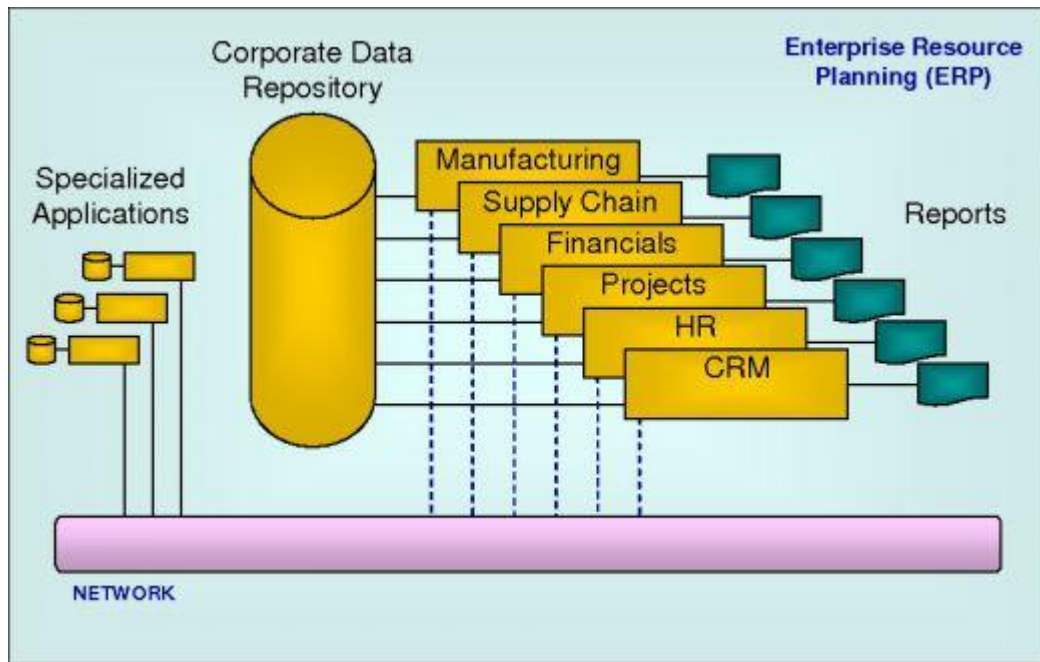 Corporate Data
Repository
Enterprise Resource
Planning (ERP)
Specialized
Applications
Manufacturing
Supply Chain
Financials
Projects
HR
CRM
Reports
NETWORK